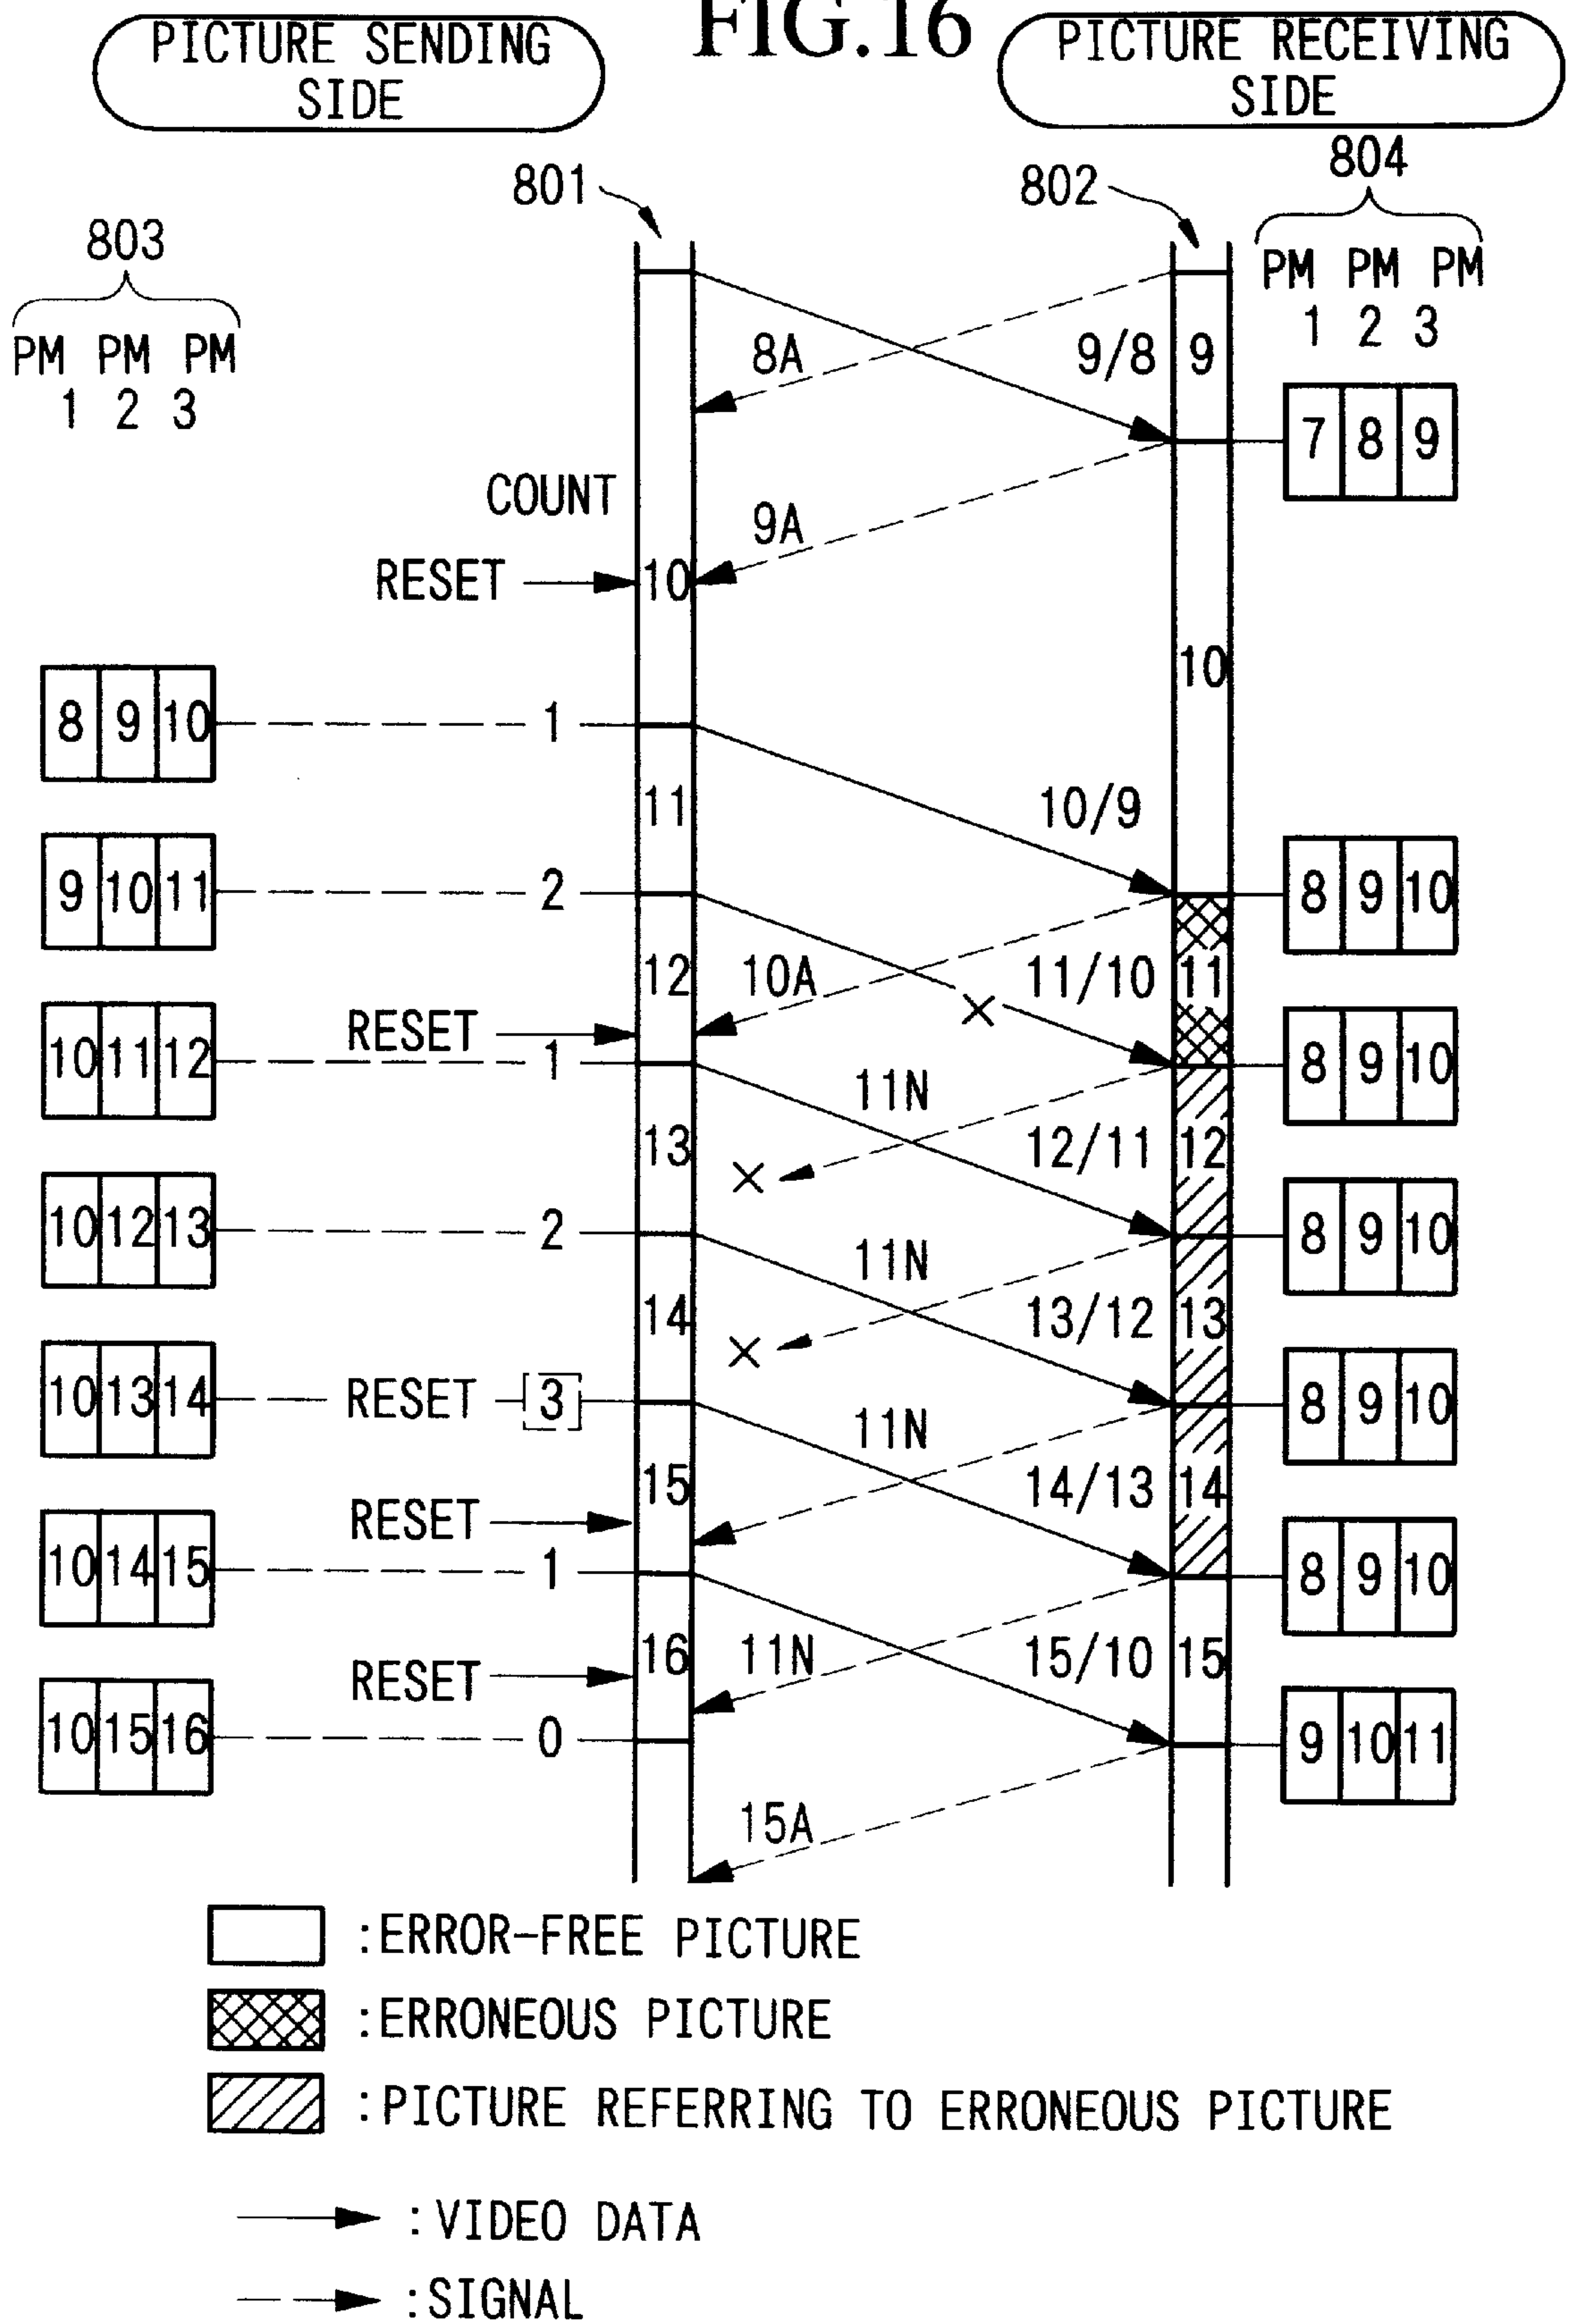 FIG.16
PICTURE SENDING
SIDE
PICTURE RECEIVING
SIDE
801
802
804
803
PM PM PM
1 2 3
PM PM PM
1 2 3
8A
9/8
9
7 8 9
COUNT
9A
RESET
10
10
8 9 10
1
11
10/9
9 10 11
2
8 9 10
12
10A
11/10
11
RESET
10 11 12
1
8 9 10
11N
13
12/11
12
10 12 13
2
8 9 10
11N
14
13/12
13
10 13 14
RESET
3
8 9 10
11N
15
14/13
14
RESET
10 14 15
1
8 9 10
16
11N
15/10
15
RESET
10 15 16
0
9 10 11
15A
:ERROR-FREE PICTURE
:ERRONEOUS PICTURE
:PICTURE REFERRING TO ERRONEOUS PICTURE
:VIDEO DATA
:SIGNAL